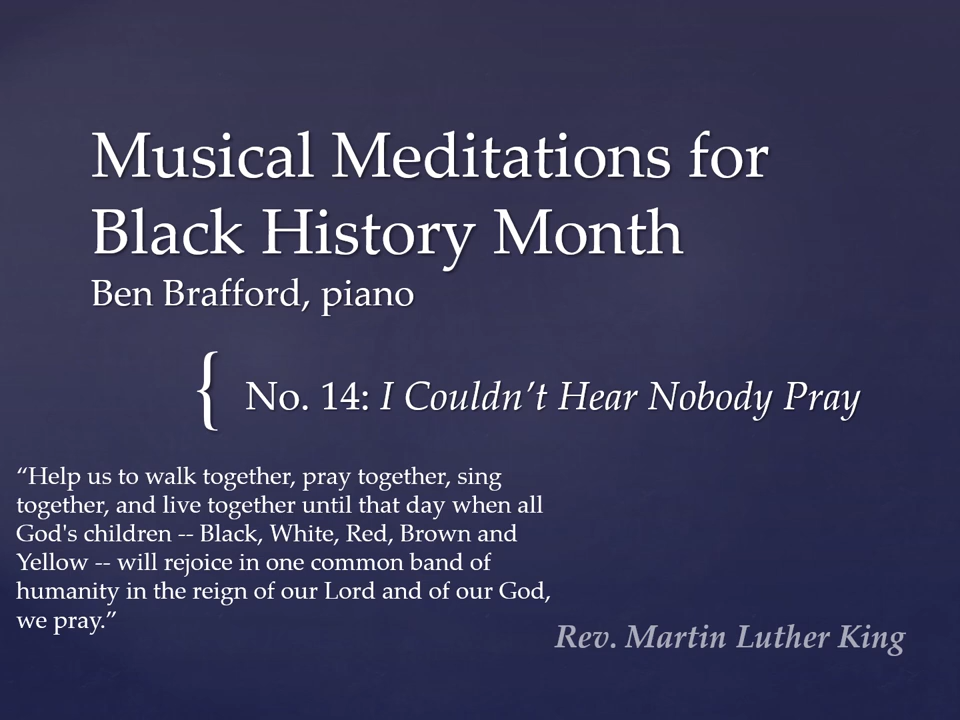 Musical Meditations for
Black History Month
Ben Brafford, piano
{ No. 14: I Couldn’t Hear Nobody Pray
“Help us to walk together, pray together, sing
together, and live together until that day when all
God's children -- Black, White, Red, Brown and
Yellow -- will rejoice in one common band of
humanity in the reign of our Lord and of our God,
we pray.”
Rev. Martin Luther King